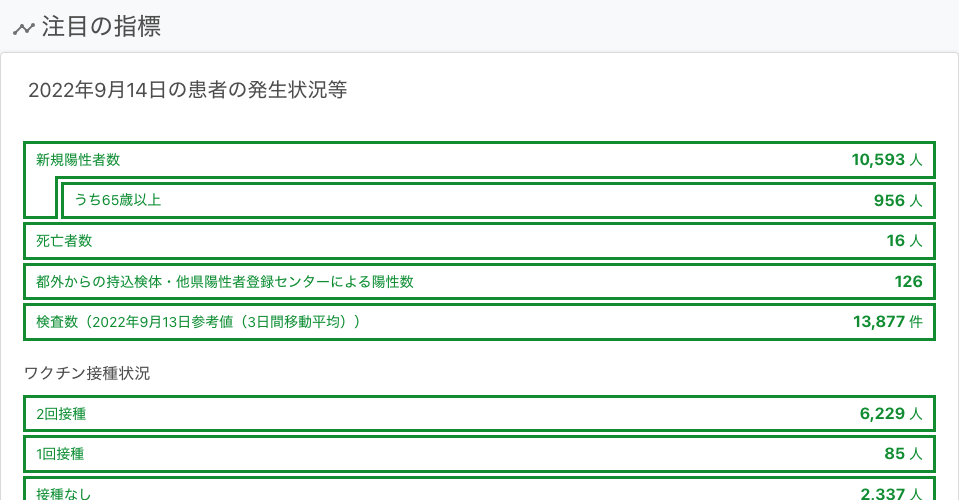 注目の指標
2022年9月14日の患者の発生状況等
新規陽性者数 10,593 人
うち65歳以上 956 人
死亡者数 16 人
都外からの持込検体・他県陽性者登録センターによる陽性数 126
検査数（2022年9月13日参考値（3日間移動平均）） 13,877 件
ワクチン接種状況
2回接種 6,229 人
1回接種 85 人
接種なし 2,337 人